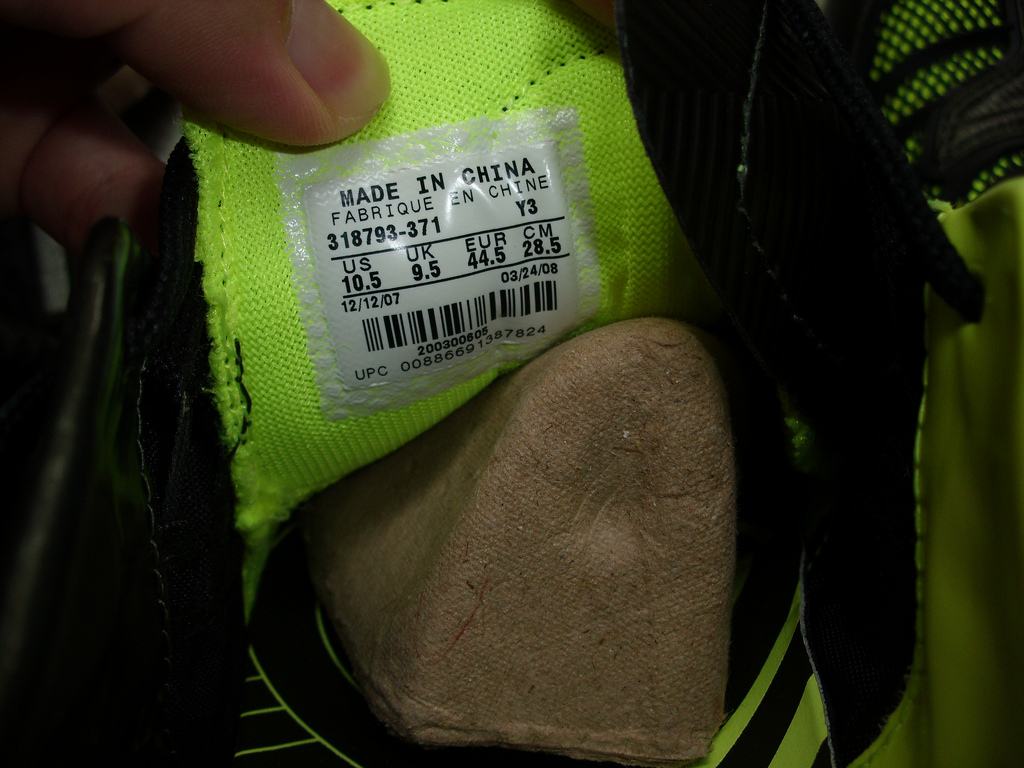 MADE IN CHINA
FABRIQUE EN CHINE
318793-371 Y3
US UK EUR CM
10.5 9.5 44.5 28.5
12/12/07 03/24/08
200300605
UPC 00886691387824